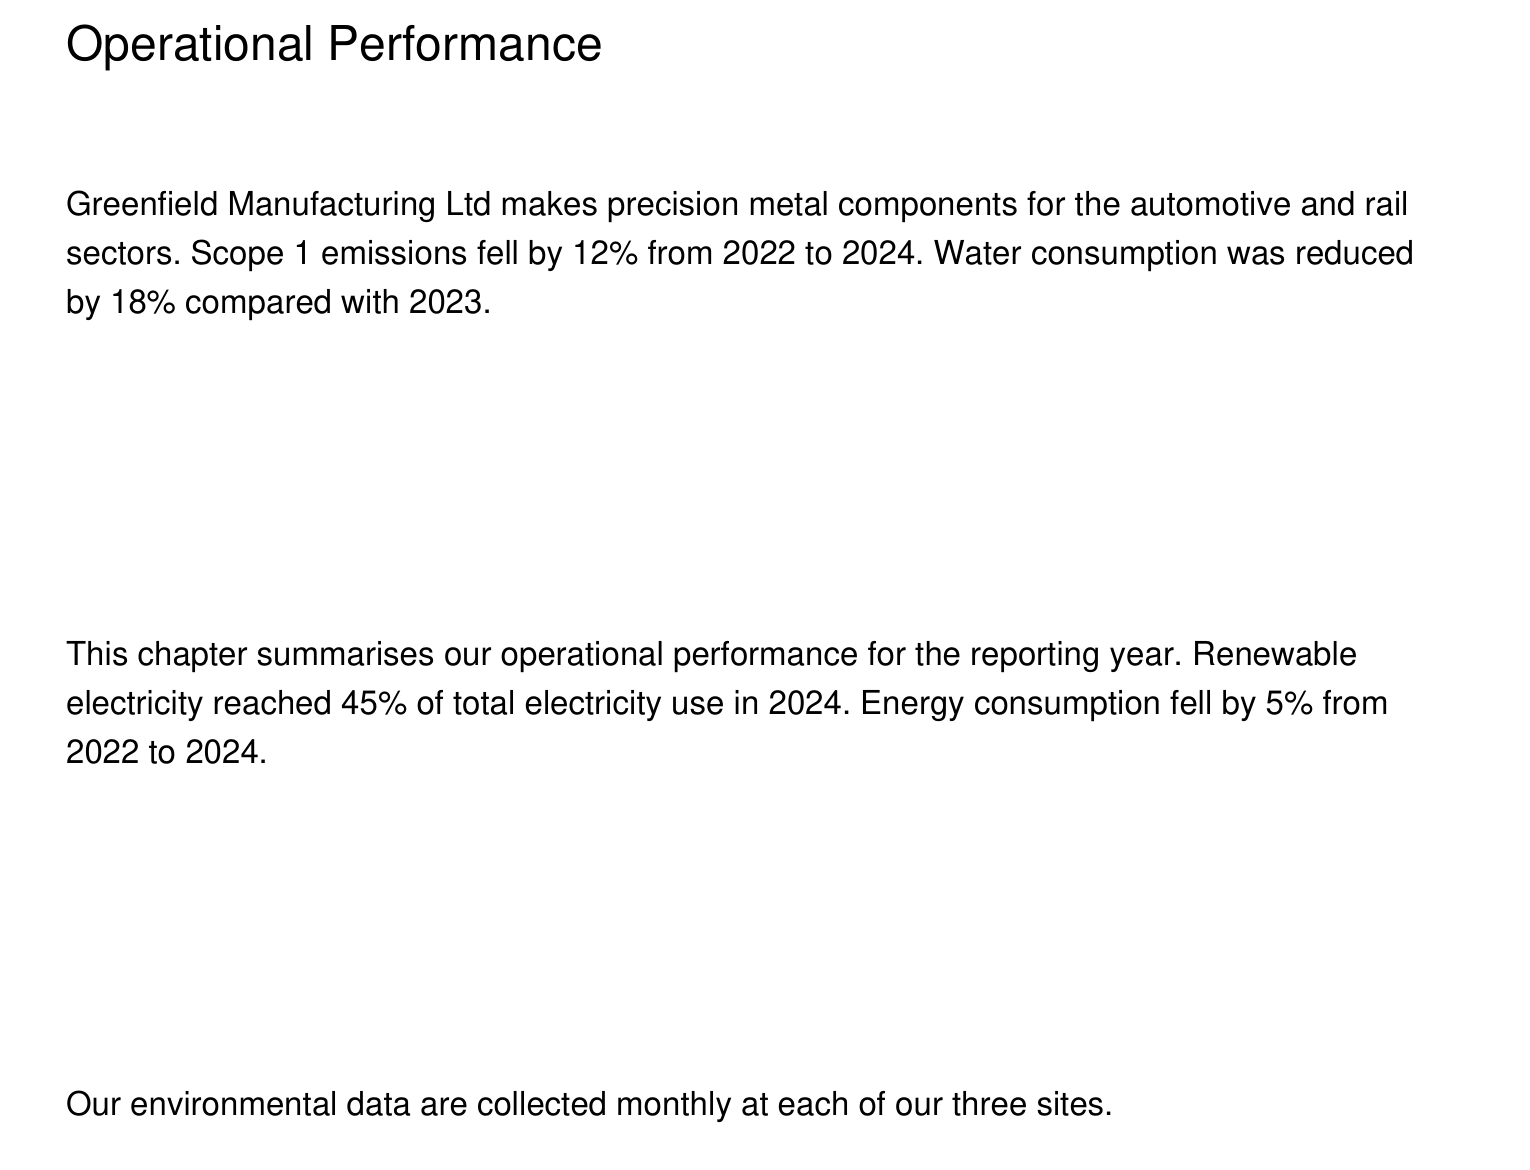 Operational Performance
Greenfield Manufacturing Ltd makes precision metal components for the automotive and rail
sectors. Scope 1 emissions fell by 12% from 2022 to 2024. Water consumption was reduced
by 18% compared with 2023.
This chapter summarises our operational performance for the reporting year. Renewable
electricity reached 45% of total electricity use in 2024. Energy consumption fell by 5% from
2022 to 2024.
Our environmental data are collected monthly at each of our three sites.